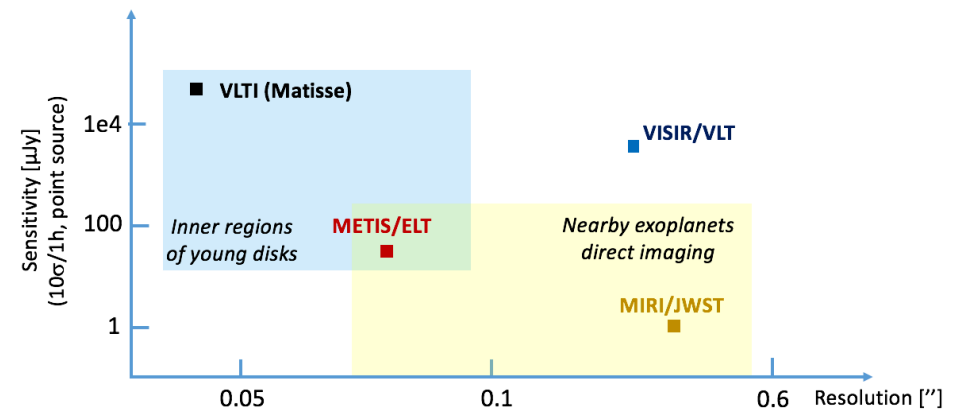 Sensitivity [μJy]
(10σ/1h, point source)
1e4
100
1
VLTI (Matisse)
VISIR/VLT
METIS/ELT
Inner regions
of young disks
Nearby exoplanets
direct imaging
MIRI/JWST
0.05
0.1
0.6
Resolution [”]